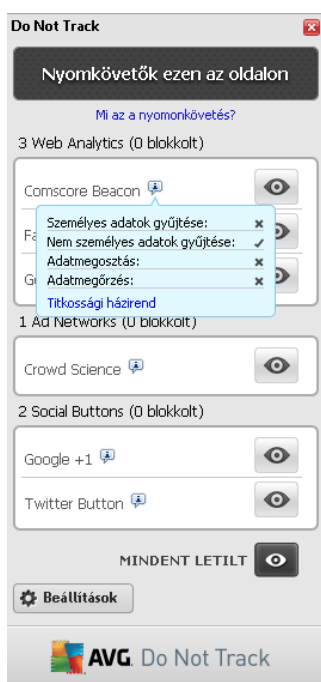 Do Not Track
Nyomkövetők ezen az oldalon
Mi az a nyomonkövetés?
3 Web Analytics (0 blokkolt)
Comscore Beacon
Személyes adatok gyűjtése:
Nem személyes adatok gyűjtése:
Adatmegosztás:
Adatmegőrzés:
Titkossági házirend
1 Ad Networks (0 blokkolt)
Crowd Science
2 Social Buttons (0 blokkolt)
Google +1
Twitter Button
MINDENT LETILT
Beállítások
AVG. Do Not Track